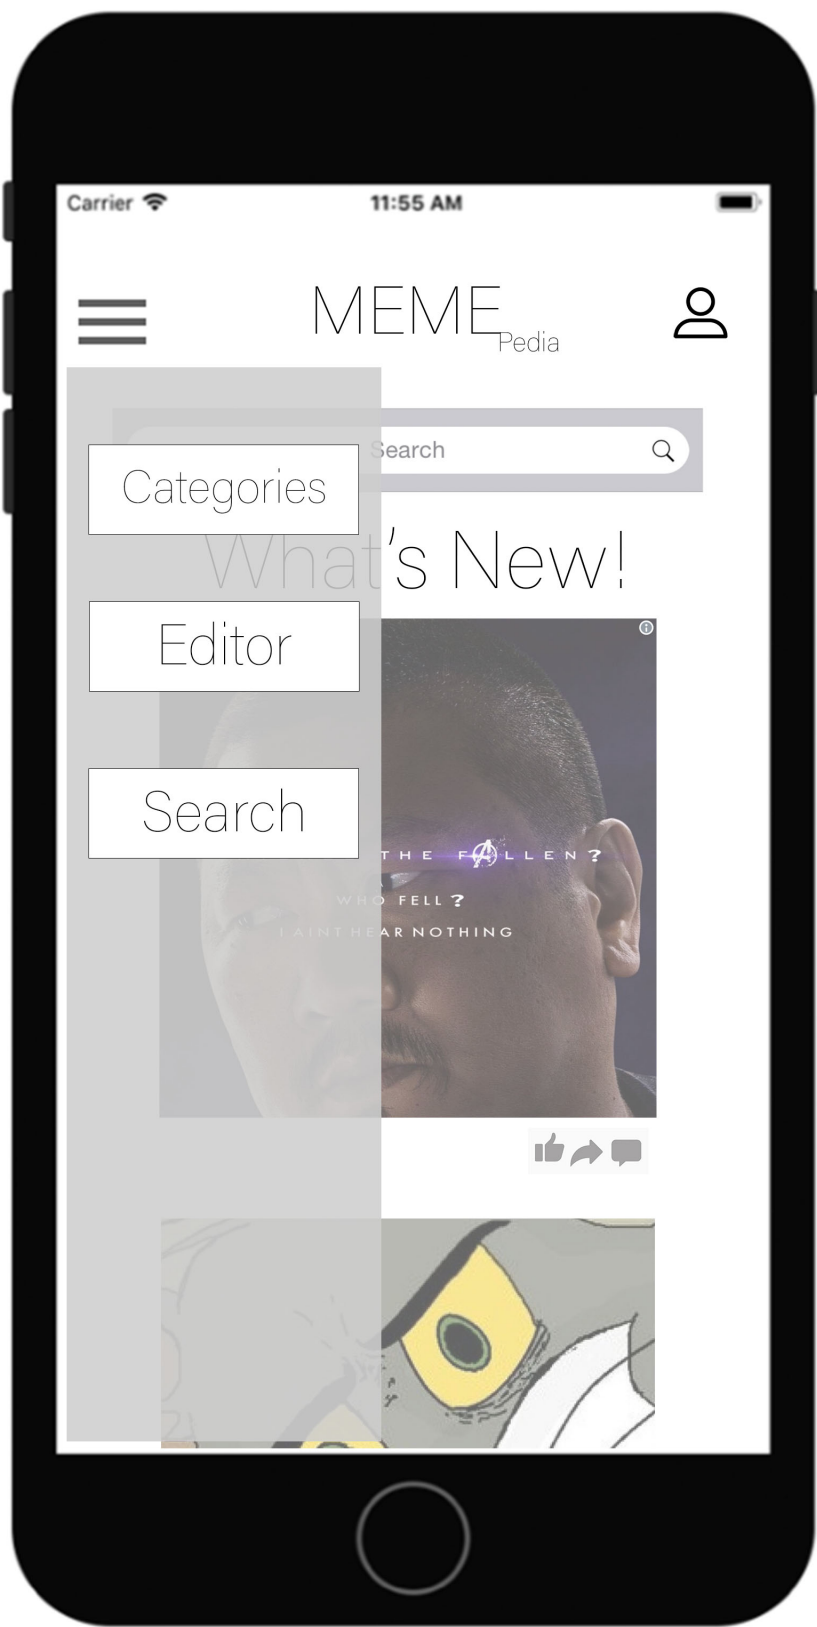 Carrier
11:55 AM
MEME
Pedia
Search
Categories
What's New!
Editor
Search
THE FALLEN?
WHO FELL?
I AINT HEAR NOTHING